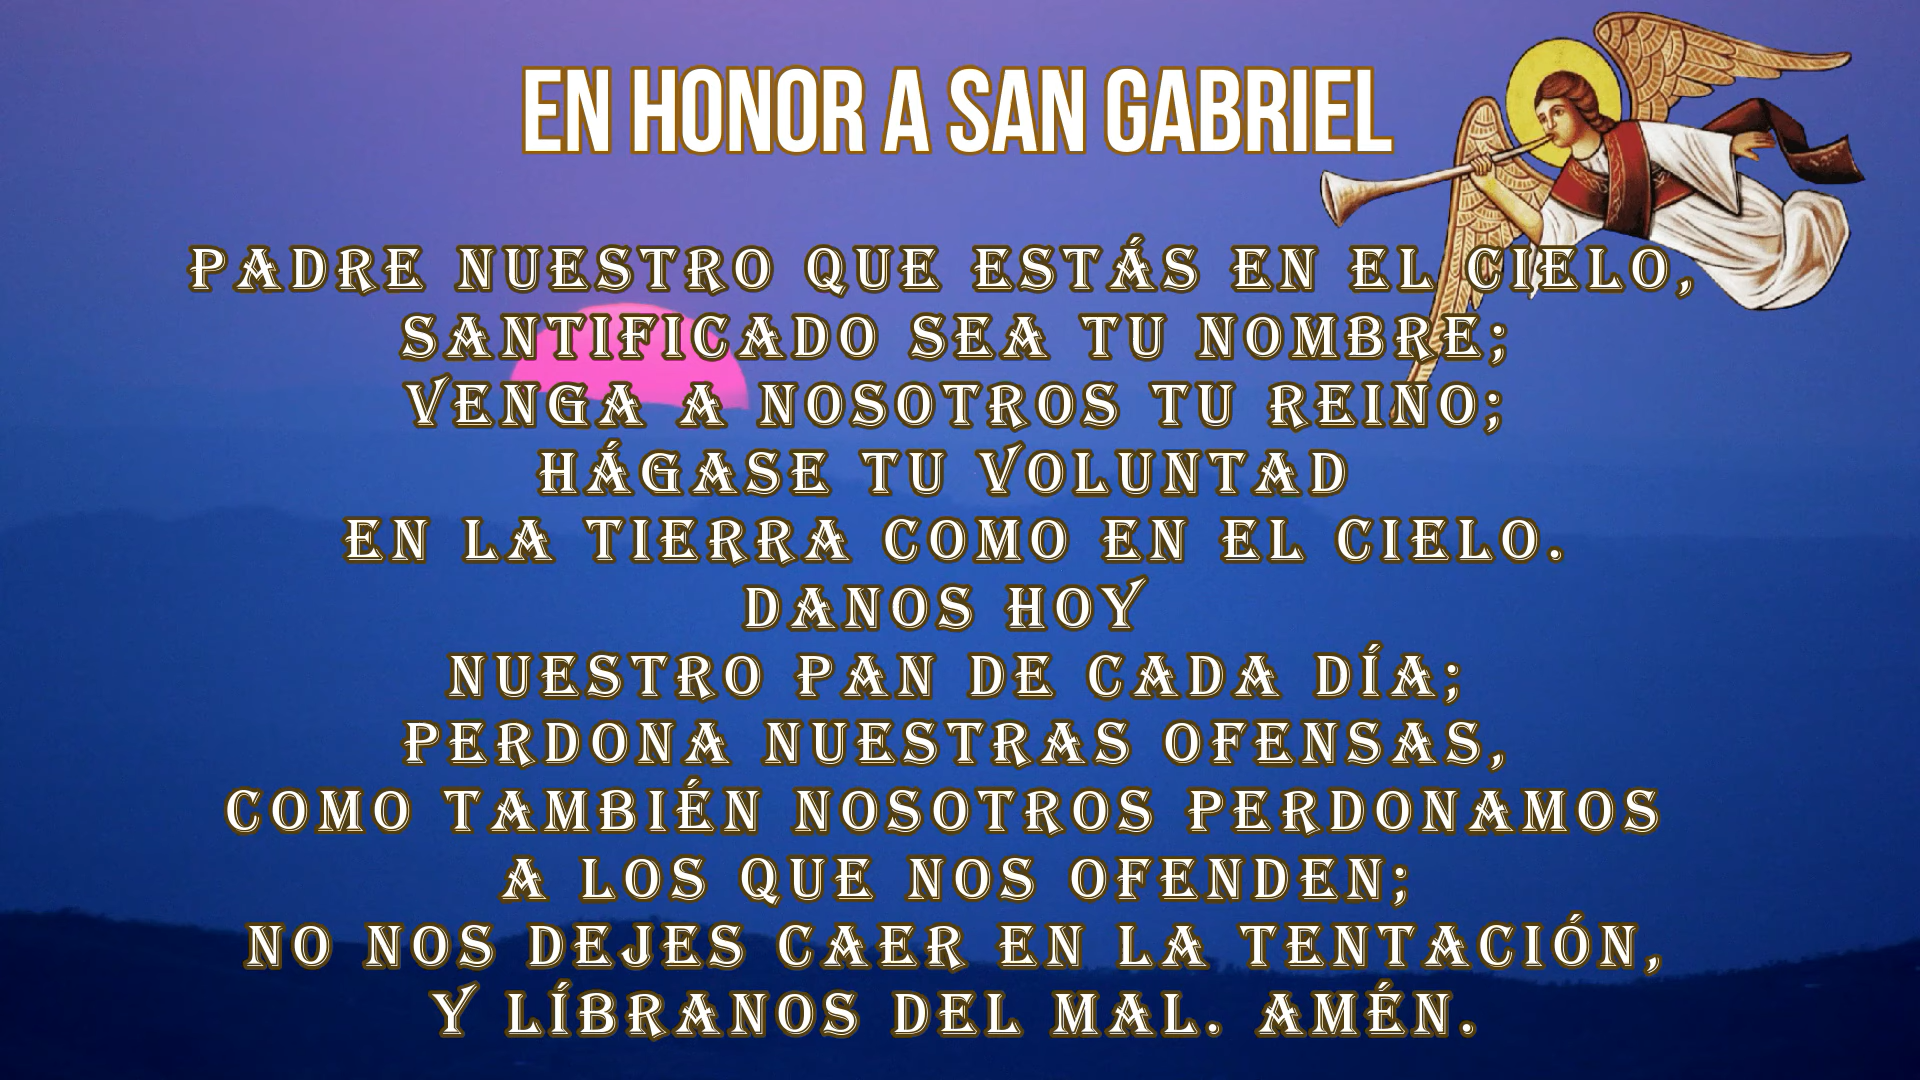 EN HONOR A SAN GABRIEL
PADRE NUESTRO QUE ESTÁS EN EL CIELO,
SANTIFICADO SEA TU NOMBRE;
VENGA A NOSOTROS TU REINO;
HÁGASE TU VOLUNTAD
EN LA TIERRA COMO EN EL CIELO.
DANOS HOY
NUESTRO PAN DE CADA DÍA;
PERDONA NUESTRAS OFENSAS,
COMO TAMBIÉN NOSOTROS PERDONAMOS
A LOS QUE NOS OFENDEN;
NO NOS DEJES CAER EN LA TENTACIÓN,
Y LÍBRANOS DEL MAL. AMÉN.